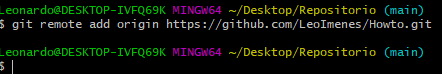 Leonardo@DESKTOP-IVFQ69K MINGW64 ~/Desktop/Repositorio (main)
$ git remote add origin https://github.com/LeoImenes/Howto.git
Leonardo@DESKTOP-IVFQ69K MINGW64 ~/Desktop/Repositorio (main)
$